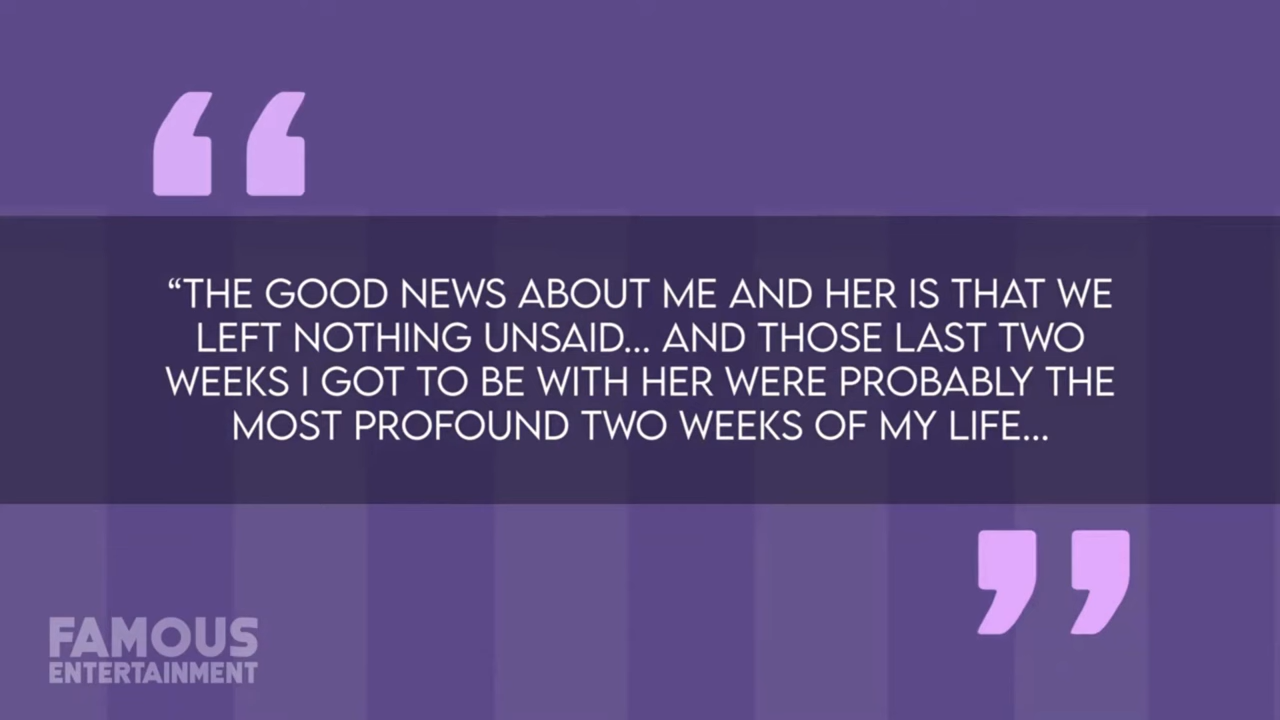 “THE GOOD NEWS ABOUT ME AND HER IS THAT WE
LEFT NOTHING UNSAID... AND THOSE LAST TWO
WEEKS I GOT TO BE WITH HER WERE PROBABLY THE
MOST PROFOUND TWO WEEKS OF MY LIFE...
FAMOUS
ENTERTAINMENT